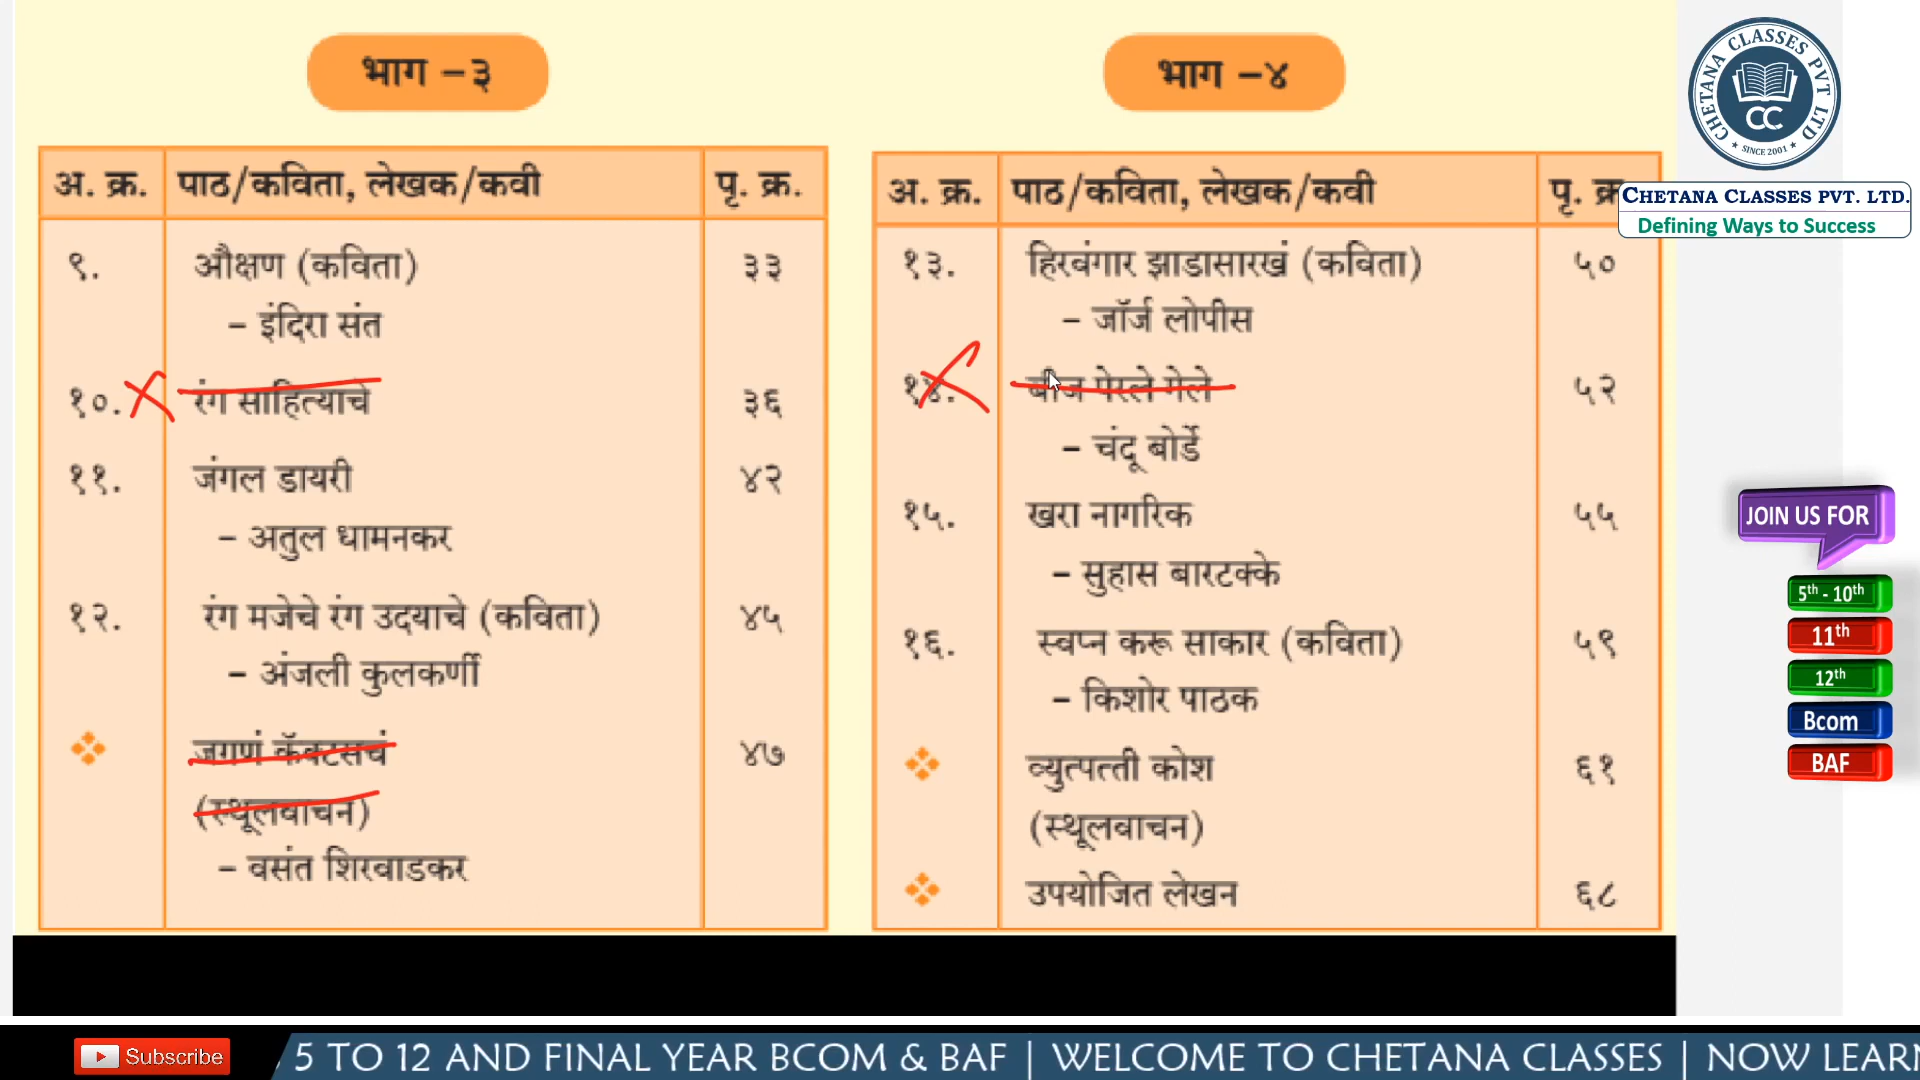 भाग -३
अ. क्र. पाठ/कविता, लेखक/कवी पृ. क्र.
९. औक्षण (कविता) ३३
- इंदिरा संत
१०. रंग साहित्याचे ३६
११. जंगल डायरी ४२
- अतुल धामनकर
१२. रंग मजेचे रंग उदयाचे (कविता) ४५
- अंजली कुलकर्णी
जगणं कॅक्टसचं ४७
(स्थूलवाचन)
- वसंत शिरवाडकर
भाग -४
अ. क्र. पाठ/कविता, लेखक/कवी पृ. क्र
१३. हिरवंगार झाडासारखं (कविता) ५०
- जॉर्ज लोपीस
१४. बीज पेरले गेले ५२
- चंदू बोर्डे
१५. खरा नागरिक ५५
- सुहास बारटक्के
१६. स्वप्न करू साकार (कविता) ५९
- किशोर पाठक
व्युत्पत्ती कोश ६१
(स्थूलवाचन)
उपयोजित लेखन ६८
CHETANA CLASSES PVT LTD
CC
SINCE 2001
CHETANA CLASSES PVT. LTD.
Defining Ways to Success
JOIN US FOR
5th - 10th
11th
12th
Bcom
BAF
Subscribe
5 TO 12 AND FINAL YEAR BCOM & BAF | WELCOME TO CHETANA CLASSES | NOW LEARN